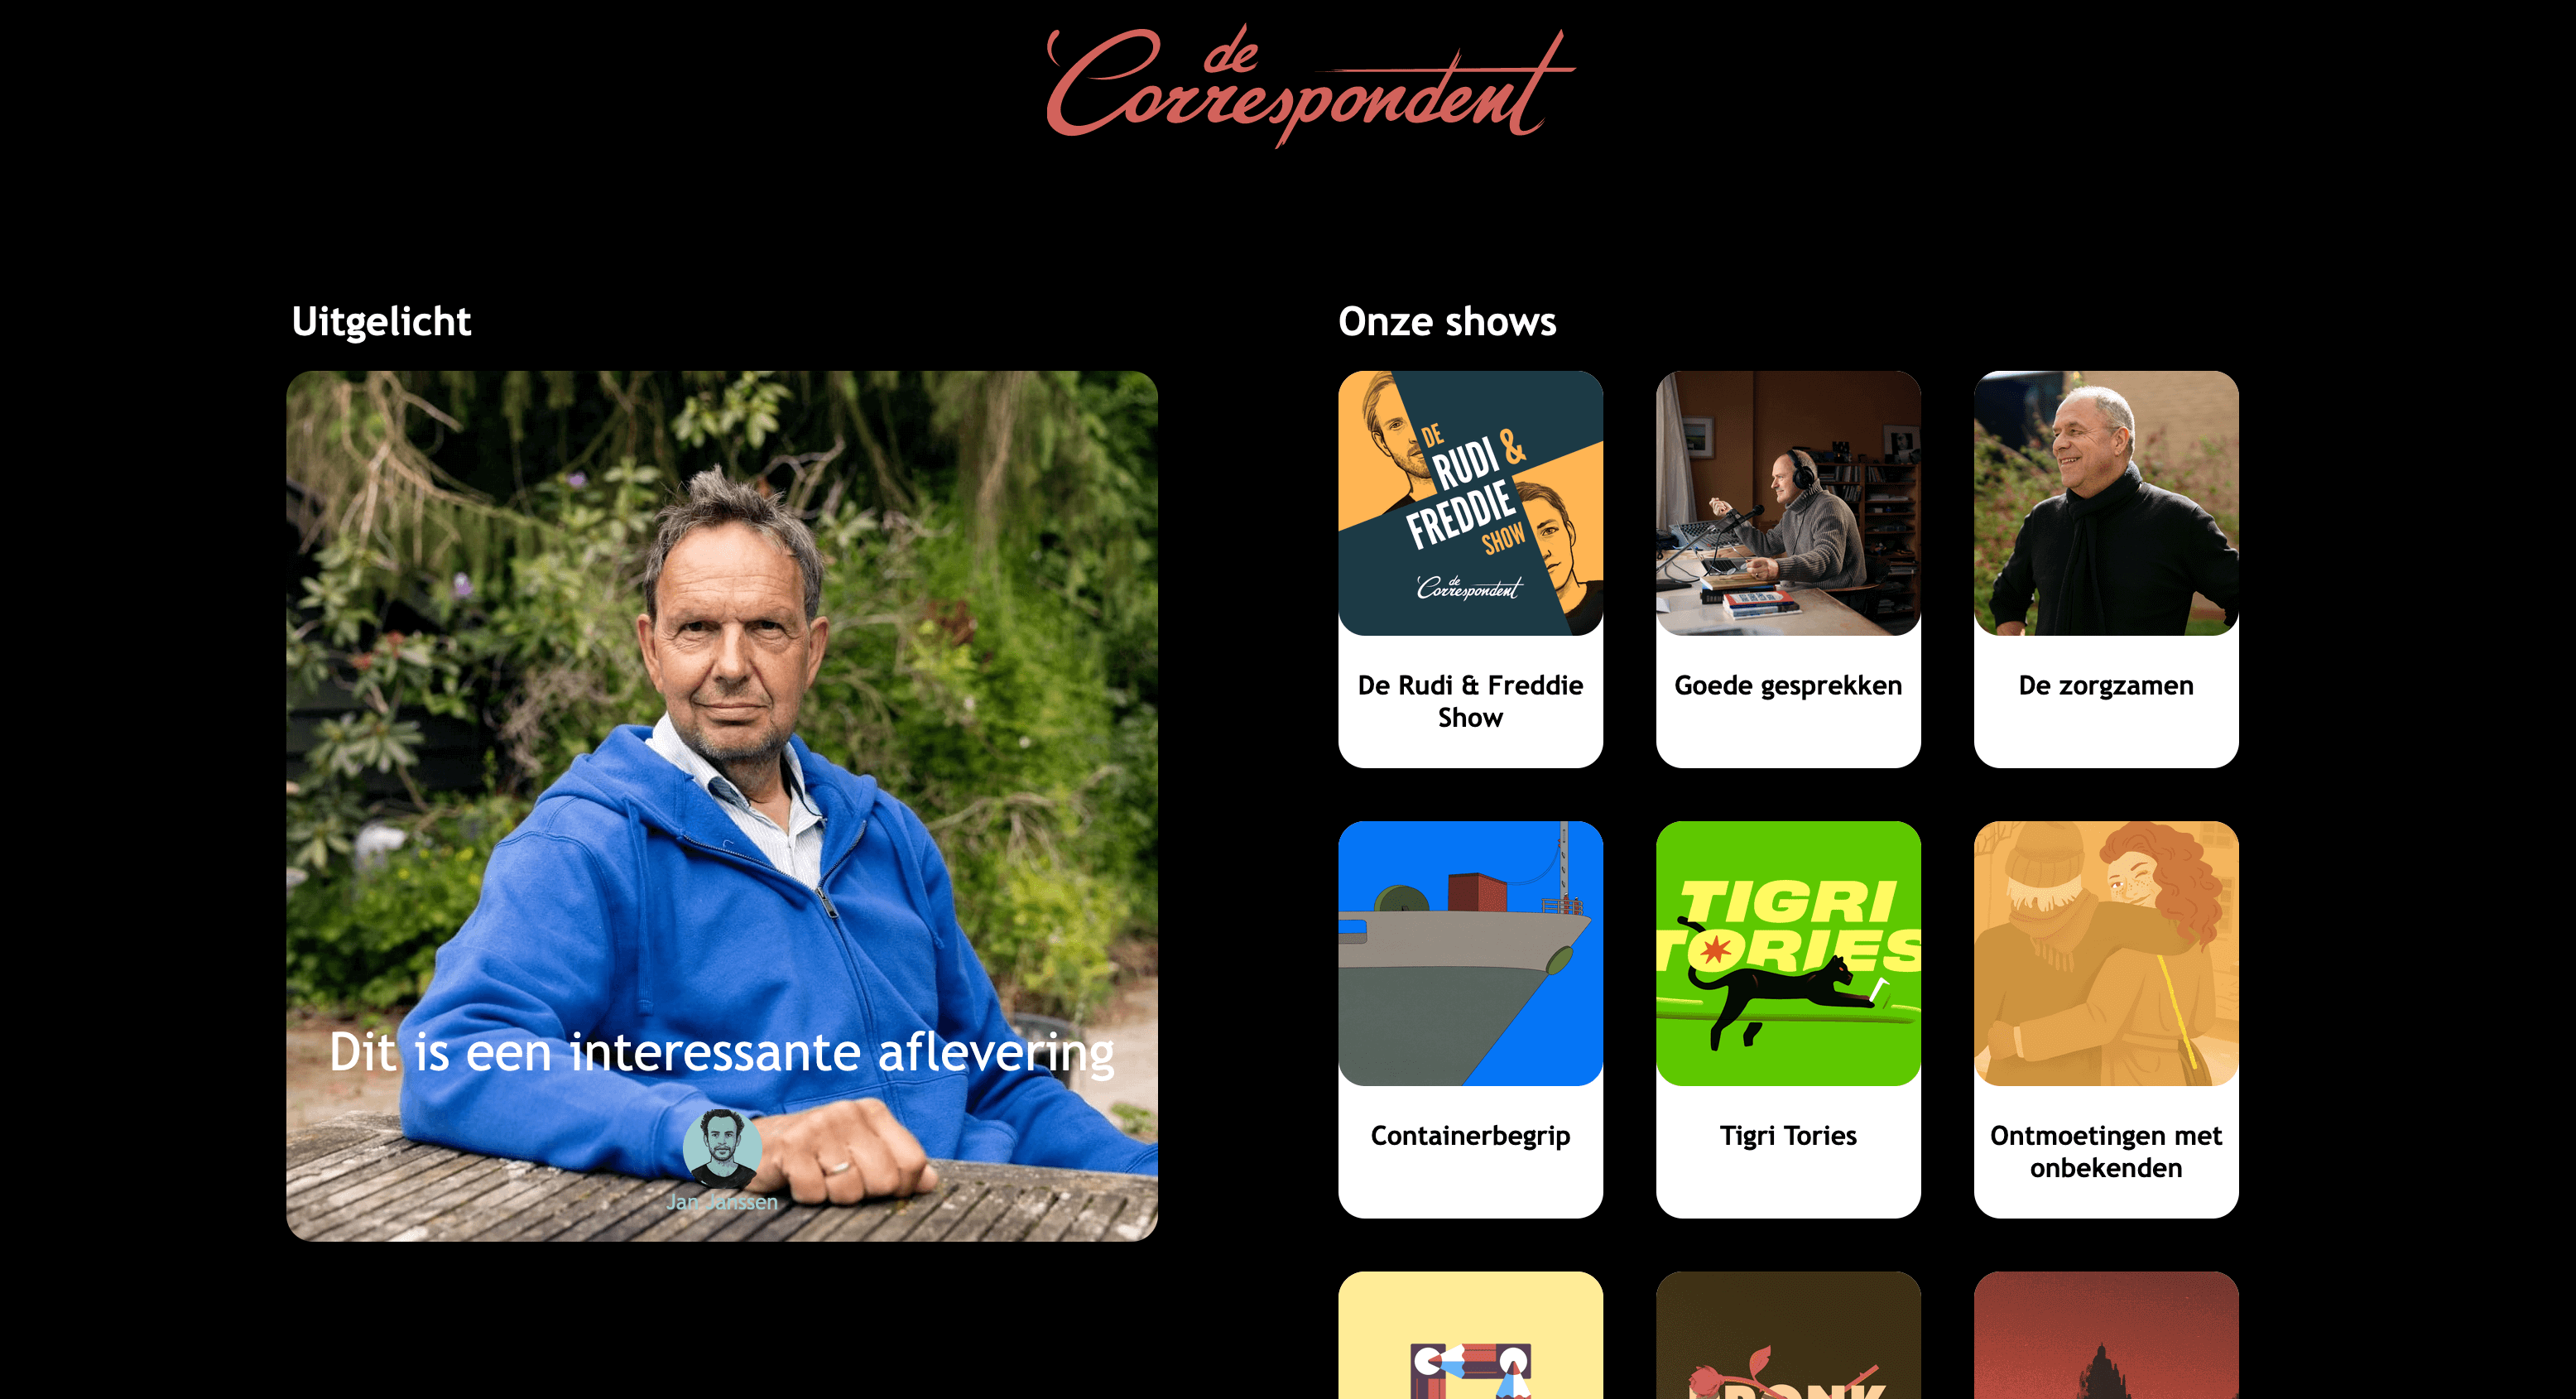 de
Correspondent
Uitgelicht
Onze shows
Dit is een interessante aflevering
Jan Janssen
DE
RUDI &
FREDDIE
SHOW
de
Correspondent
De Rudi & Freddie
Show
Goede gesprekken
De zorgzamen
TIGRI
TORIES
Containerbegrip
Tigri Tories
Ontmoetingen met
onbekenden